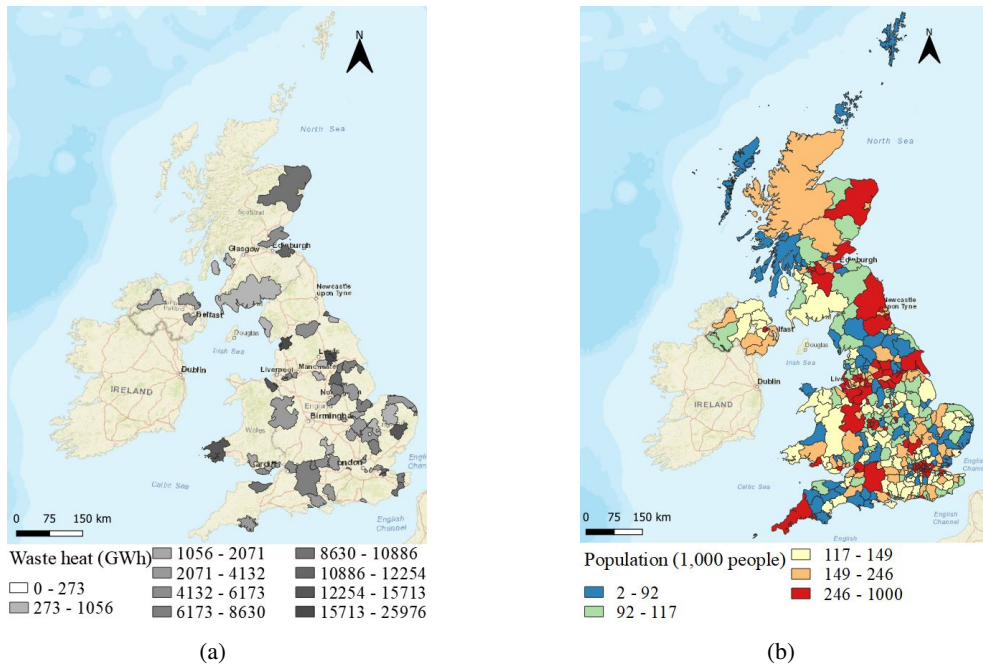 N
North Sea
Scotland
Glasgow
Edinburgh
Newcastle
upon Tyne
Belfast
Douglas
Irish Sea
Dublin
IRELAND
Liverpool
Manchester
ENGLAND
Birmingham
Wales
Cardiff
London
Celtic Sea
English
Channel
0 75 150 km
Waste heat (GWh)
0 - 273
273 - 1056
1056 - 2071
2071 - 4132
4132 - 6173
6173 - 8630
8630 - 10886
10886 - 12254
12254 - 15713
15713 - 25976
(a)
N
North Sea
Edinburgh
Newcastle
upon Tyne
Douglas
Irish Sea
Dublin
IRELAND
Celtic Sea
English
Channel
English
0 75 150 km
Population (1,000 people)
2 - 92
92 - 117
117 - 149
149 - 246
246 - 1000
(b)